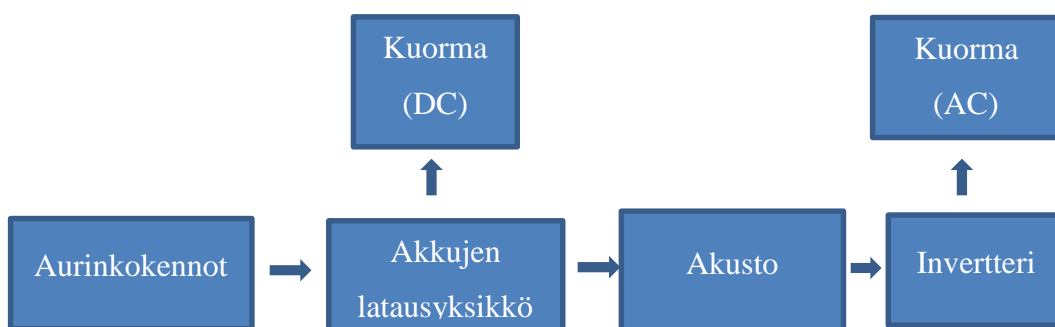 Kuorma
(DC)
Kuorma
(AC)
Aurinkokennot
Akkujen
latausyksikkö
Akusto
Invertteri